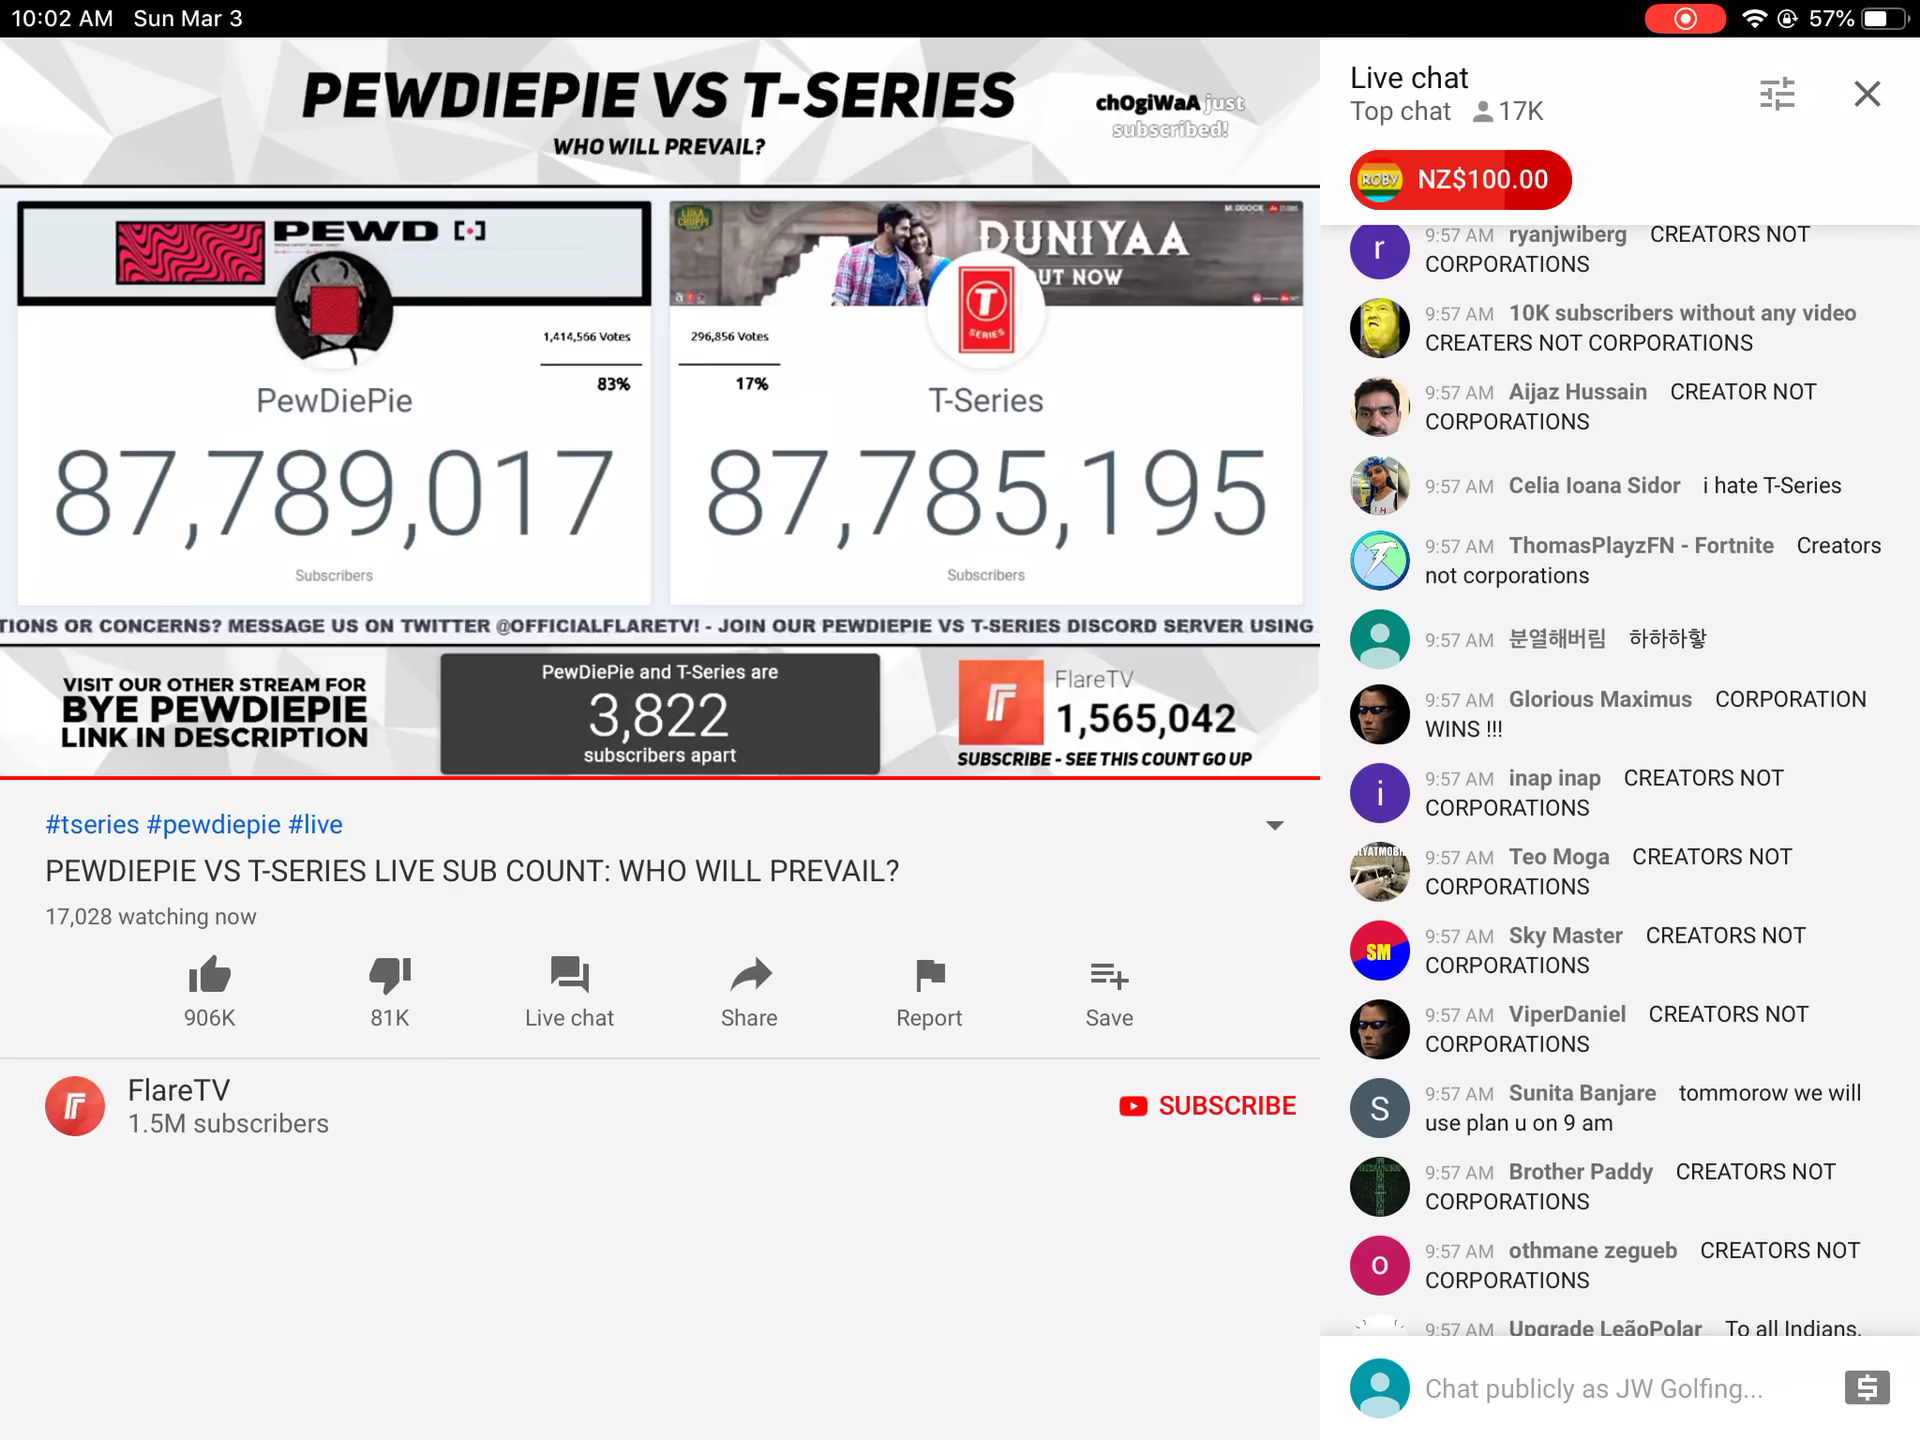 10:02 AM Sun Mar 3
57%
PEWDIEPIE VS T-SERIES
WHO WILL PREVAIL?
chOgiWaA just
subscribed!
PEWD
1,414,566 Votes
83%
PewDiePie
87,789,017
Subscribers
LUKA
CHUPPI
DUNIYAA
OUT NOW
296,856 Votes
17%
T
SERIES
T-Series
87,785,195
Subscribers
TIONS OR CONCERNS? MESSAGE US ON TWITTER @OFFICIALFLARETV! - JOIN OUR PEWDIEPIE VS T-SERIES DISCORD SERVER USING
VISIT OUR OTHER STREAM FOR
BYE PEWDIEPIE
LINK IN DESCRIPTION
PewDiePie and T-Series are
3,822
subscribers apart
FlareTV
1,565,042
SUBSCRIBE - SEE THIS COUNT GO UP
#tseries #pewdiepie #live
PEWDIEPIE VS T-SERIES LIVE SUB COUNT: WHO WILL PREVAIL?
17,028 watching now
906K
81K
Live chat
Share
Report
Save
FlareTV
1.5M subscribers
SUBSCRIBE
Live chat
Top chat 17K
ROBY NZ$100.00
r 9:57 AM ryanjwiberg CREATORS NOT
CORPORATIONS
9:57 AM 10K subscribers without any video
CREATERS NOT CORPORATIONS
9:57 AM Aijaz Hussain CREATOR NOT
CORPORATIONS
9:57 AM Celia Ioana Sidor i hate T-Series
9:57 AM ThomasPlayzFN - Fortnite Creators
not corporations
9:57 AM 분열해버림 하하하핳
9:57 AM Glorious Maximus CORPORATION
WINS !!!
i 9:57 AM inap inap CREATORS NOT
CORPORATIONS
9:57 AM Teo Moga CREATORS NOT
CORPORATIONS
SM 9:57 AM Sky Master CREATORS NOT
CORPORATIONS
9:57 AM ViperDaniel CREATORS NOT
CORPORATIONS
S 9:57 AM Sunita Banjare tommorow we will
use plan u on 9 am
9:57 AM Brother Paddy CREATORS NOT
CORPORATIONS
o 9:57 AM othmane zegueb CREATORS NOT
CORPORATIONS
9:57 AM Upgrade LeãoPolar To all Indians,
Chat publicly as JW Golfing...